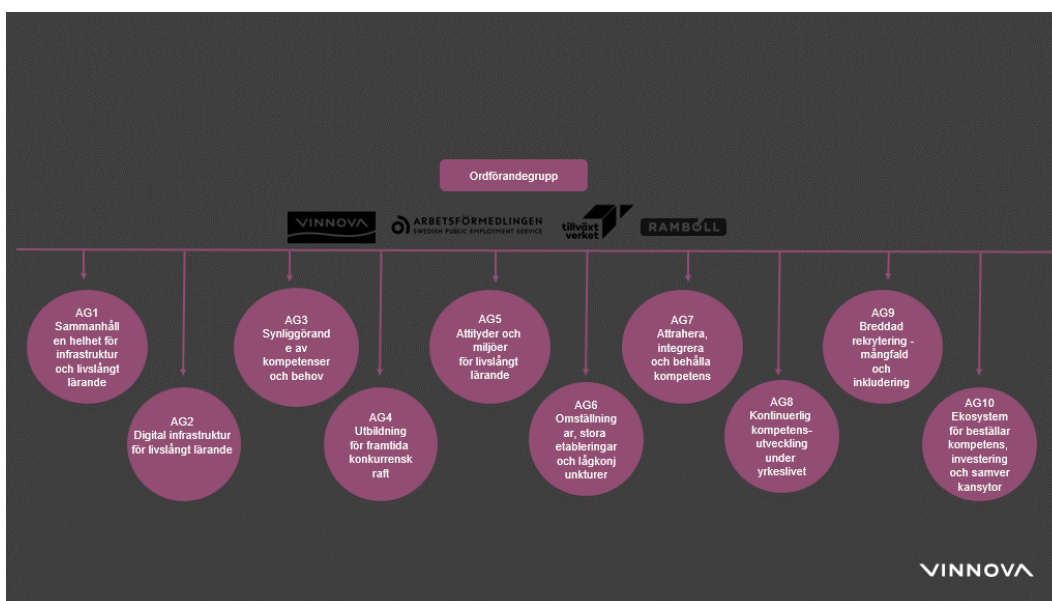 Ordförandegrupp
VINNOVA
ARBETSFÖRMEDLINGEN
SWEDISH PUBLIC EMPLOYMENT SERVICE
tillväxt
verket
RAMBOLL
AG1
Sammanhåll
en helhet för
infrastruktur
och livslångt
lärande
AG2
Digital infrastruktur
för livslångt lärande
AG3
Synliggörand
e av
kompetenser
och behov
AG4
Utbildning
för framtida
konkurrensk
raft
AG5
Attityder och
miljöer
för livslångt
lärande
AG6
Omställning
ar, stora
etableringar
och lågkonj
unkturer
AG7
Attrahera,
integrera
och behålla
kompetens
AG8
Kontinuerlig
kompetens-
utveckling
under
yrkeslivet
AG9
Breddad
rekrytering -
mångfald
och
inkludering
AG10
Ekosystem
för beställar
kompetens,
investering
och samver
kansytor
VINNOVA